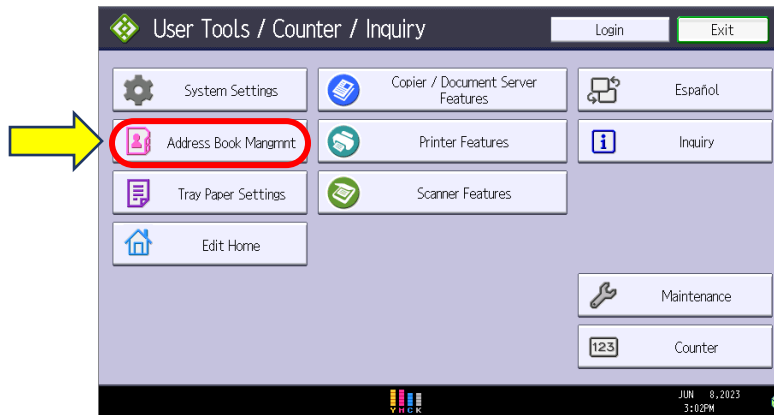 User Tools / Counter / Inquiry
Login
Exit
System Settings
Copier / Document Server
Features
Español
Address Book Mangmnt
Printer Features
Inquiry
Tray Paper Settings
Scanner Features
Edit Home
Maintenance
123
Counter
Y M C K
JUN 8,2023
3:02PM